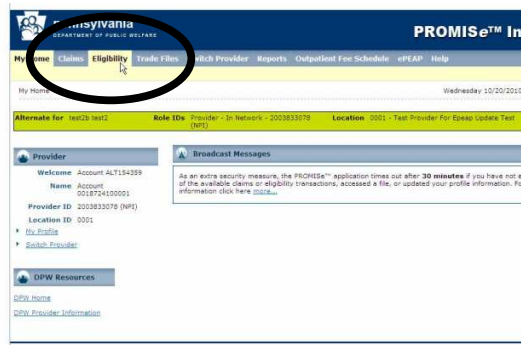 pennsylvania
DEPARTMENT OF PUBLIC WELFARE
PROMISe™ In
My Home Claims Eligibility Trade Files Switch Provider Reports Outpatient Fee Schedule ePEAP Help
My Home
Wednesday 10/20/2010
Alternate for test2b test2 Role IDs Provider - In Network - 2003833078 (NPI) Location 0001 - Test Provider For Epeap Update Test
Provider
Welcome Account ALT154359
Name Account 0018724100001
Provider ID 2003833078 (NPI)
Location ID 0001
My Profile
Switch Provider
Broadcast Messages
As an extra security measure, the PROMISe™ application times out after 30 minutes if you have not e
of the available claims or eligibility transactions, accessed a file, or updated your profile information. Fo
information click here more...
DPW Resources
DPW Home
DPW Provider Information